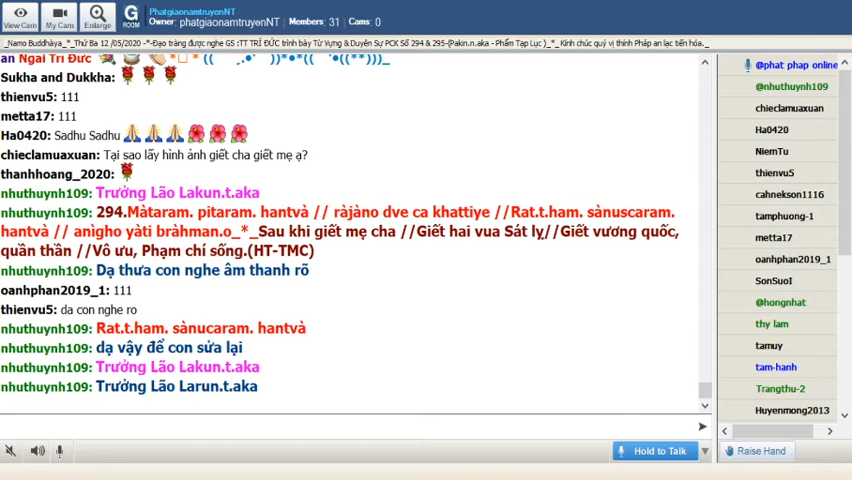 View Cam
My Cam
Enlarge
G
ROOM
PhatgiaonamtruyenNT
Owner: phatgiaonamtruyenNT | Members: 31 | Cams: 0
_Namo Buddhàya_*_Thứ Ba 12 /05/2020 -*-Đạo tràng được nghe GS :TT TRÍ ĐỨC trình bày Từ Vựng &Duyên Sự PCK Số 294 & 295-(Pakin.n.aka - Phẩm Tạp Lục )_*_Kính chúc quý vị thính Pháp an lạc tiến hóa._
an Ngài Trí Đức
Sukha and Dukkha:
thienvu5: 111
metta17: 111
Ha0420: Sadhu Sadhu
chieclamuaxuan: Tại sao lấy hình ảnh giết cha giết mẹ ạ?
thanhhoang_2020:
nhuthuynh109: Trưởng Lão Lakun.t.aka
nhuthuynh109: 294.Màtaram. pitaram. hantvà // ràjàno dve ca khattiye //Rat.t.ham. sànuscaram.
hantvà // anìgho yàti bràhman.o_*_Sau khi giết mẹ cha //Giết hai vua Sát lỵ//Giết vương quốc,
quần thần //Vô ưu, Phạm chí sống.(HT-TMC)
nhuthuynh109: Dạ thưa con nghe âm thanh rõ
oanhphan2019_1: 111
thienvu5: da con nghe ro
nhuthuynh109: Rat.t.ham. sànucaram. hantvà
nhuthuynh109: dạ vậy để con sửa lại
nhuthuynh109: Trưởng Lão Lakun.t.aka
nhuthuynh109: Trưởng Lão Larun.t.aka
@phat phap online
@nhuthuynh109
chieclamuaxuan
Ha0420
NiemTu
thienvu5
cahnekson1116
tamphuong-1
metta17
oanhphan2019_1
SonSuoI
@hongnhat
thy lam
tamuy
tam-hanh
Trangthu-2
Huyenmong2013
Hold to Talk
Raise Hand